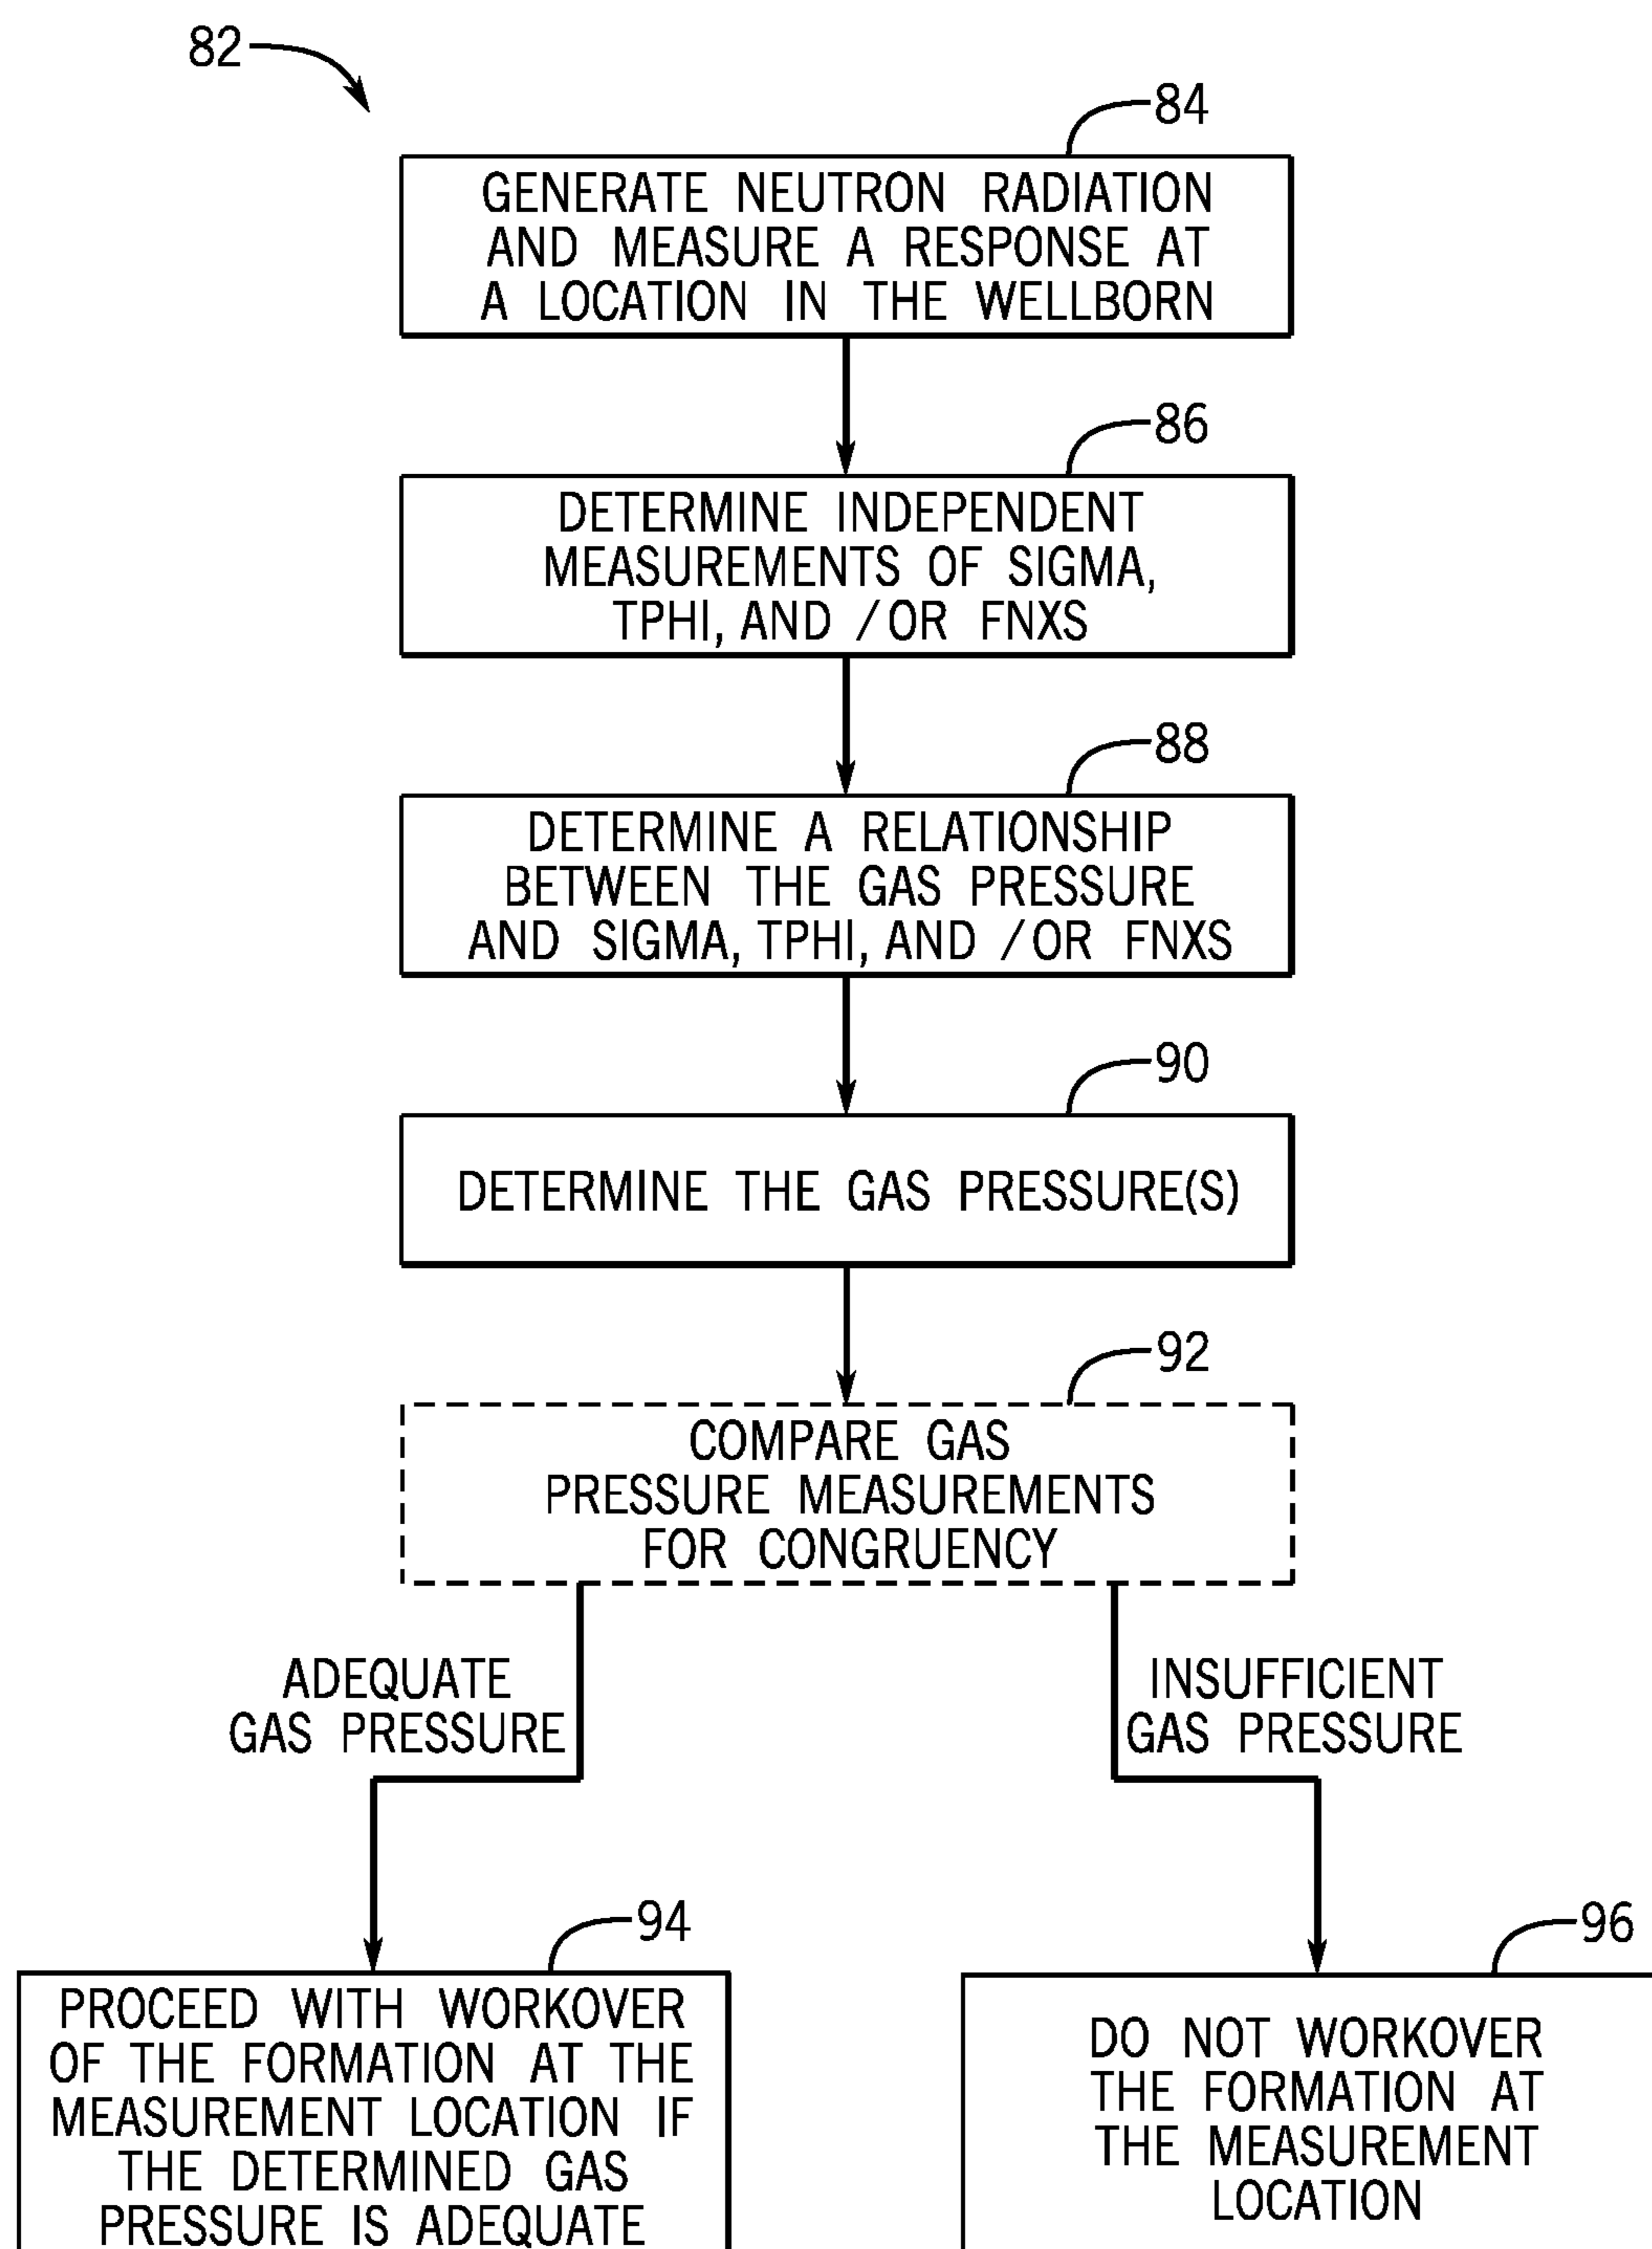 82
84
GENERATE NEUTRON RADIATION
AND MEASURE A RESPONSE AT
A LOCATION IN THE WELLBORN
86
DETERMINE INDEPENDENT
MEASUREMENTS OF SIGMA,
TPHI, AND /OR FNXS
88
DETERMINE A RELATIONSHIP
BETWEEN THE GAS PRESSURE
AND SIGMA, TPHI, AND /OR FNXS
90
DETERMINE THE GAS PRESSURE(S)
92
COMPARE GAS
PRESSURE MEASUREMENTS
FOR CONGRUENCY
ADEQUATE
GAS PRESSURE
INSUFFICIENT
GAS PRESSURE
94
PROCEED WITH WORKOVER
OF THE FORMATION AT THE
MEASUREMENT LOCATION IF
THE DETERMINED GAS
PRESSURE IS ADEQUATE
96
DO NOT WORKOVER
THE FORMATION AT
THE MEASUREMENT
LOCATION